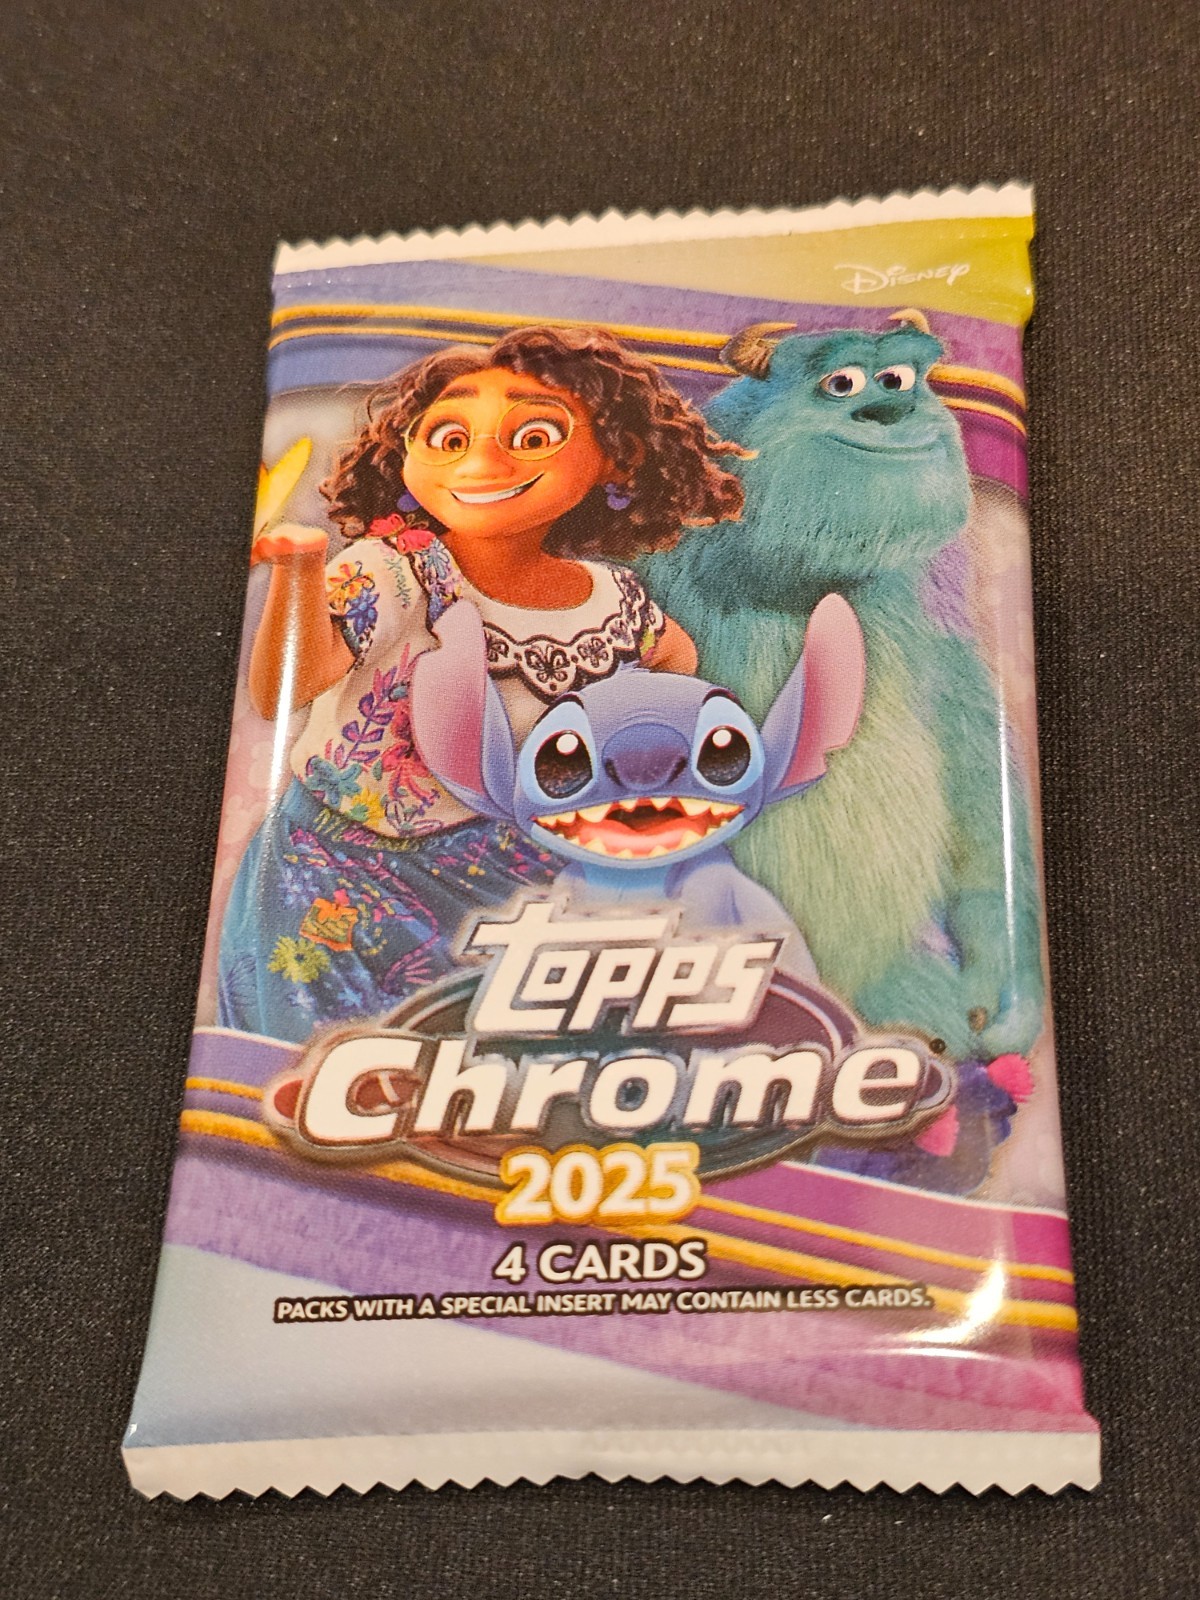 Disney
topps
Chrome®
2025
4 CARDS
PACKS WITH A SPECIAL INSERT MAY CONTAIN LESS CARDS.